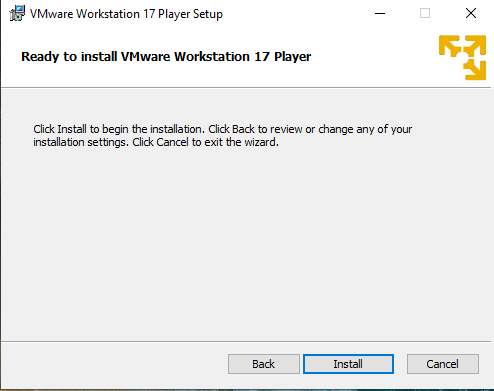 VMware Workstation 17 Player Setup
Ready to install VMware Workstation 17 Player
Click Install to begin the installation. Click Back to review or change any of your
installation settings. Click Cancel to exit the wizard.
Back
Install
Cancel